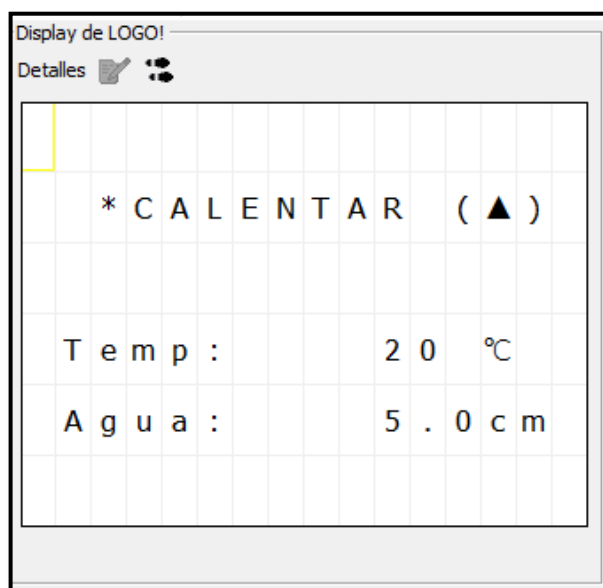 Display de LOGO!
Detalles
*CALENTAR (▲)
Temp: 20 ℃
Agua: 5.0cm